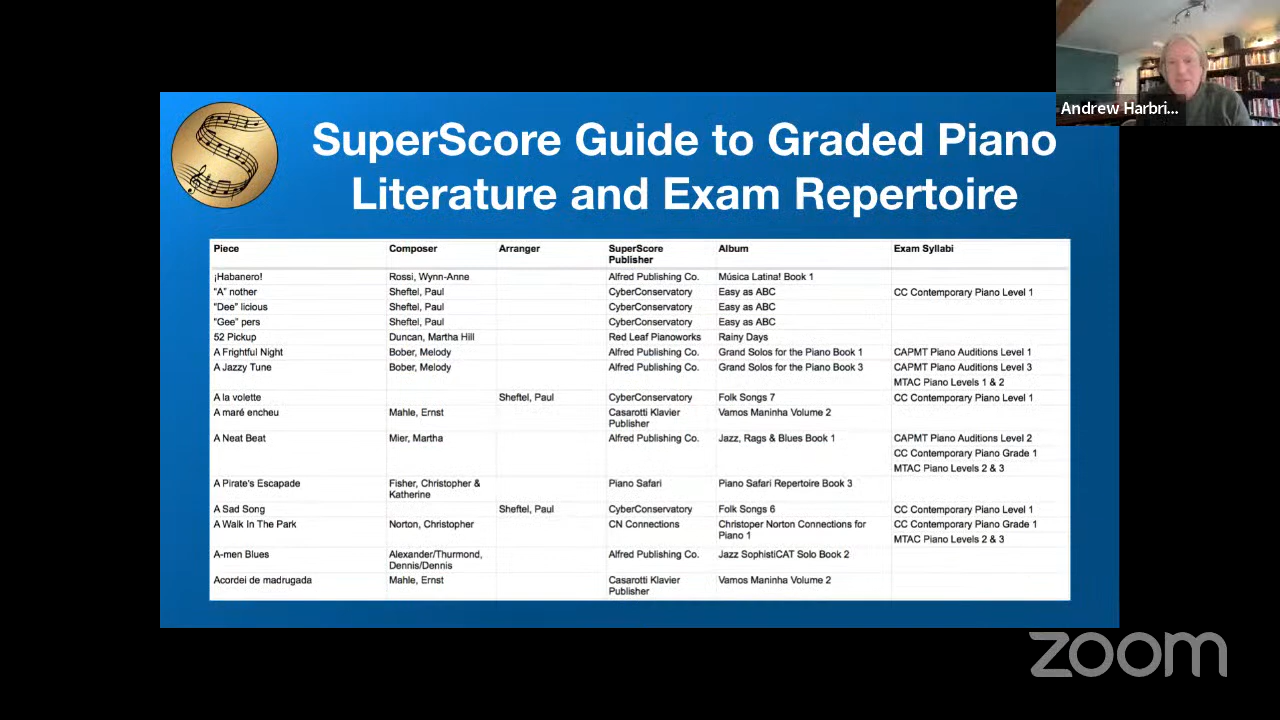 Andrew Harbri...
SuperScore Guide to Graded Piano
Literature and Exam Repertoire
Piece Composer Arranger SuperScore Publisher Album Exam Syllabi
¡Habanero! Rossi, Wynn-Anne Alfred Publishing Co. Música Latina! Book 1
"A" nother Sheftel, Paul CyberConservatory Easy as ABC CC Contemporary Piano Level 1
"Dee" licious Sheftel, Paul CyberConservatory Easy as ABC
"Gee" pers Sheftel, Paul CyberConservatory Easy as ABC
52 Pickup Duncan, Martha Hill Red Leaf Pianoworks Rainy Days
A Frightful Night Bober, Melody Alfred Publishing Co. Grand Solos for the Piano Book 1 CAPMT Piano Auditions Level 1
A Jazzy Tune Bober, Melody Alfred Publishing Co. Grand Solos for the Piano Book 3 CAPMT Piano Auditions Level 3
MTAC Piano Levels 1 & 2
A la volette Sheftel, Paul CyberConservatory Folk Songs 7 CC Contemporary Piano Level 1
A maré encheu Mahle, Ernst Casarotti Klavier Publisher Vamos Maninha Volume 2
A Neat Beat Mier, Martha Alfred Publishing Co. Jazz, Rags & Blues Book 1 CAPMT Piano Auditions Level 2
CC Contemporary Piano Grade 1
MTAC Piano Levels 2 & 3
A Pirate's Escapade Fisher, Christopher & Katherine Piano Safari Piano Safari Repertoire Book 3
A Sad Song Sheftel, Paul CyberConservatory Folk Songs 6 CC Contemporary Piano Level 1
A Walk In The Park Norton, Christopher CN Connections Christoper Norton Connections for Piano 1 CC Contemporary Piano Grade 1
MTAC Piano Levels 2 & 3
A-men Blues Alexander/Thurmond, Dennis/Dennis Alfred Publishing Co. Jazz SophistiCAT Solo Book 2
Acordei de madrugada Mahle, Ernst Casarotti Klavier Publisher Vamos Maninha Volume 2
zoom